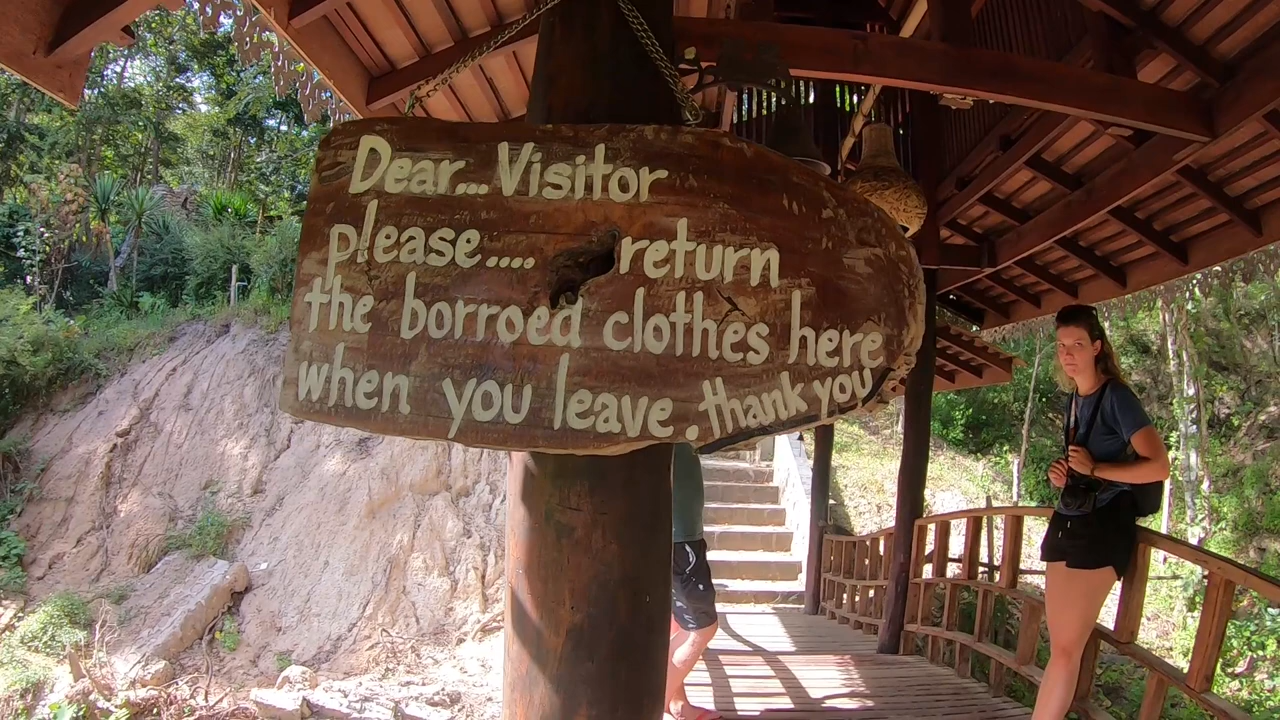 Dear... Visitor
please.... return
the borroed clothes here
when you leave. thank you